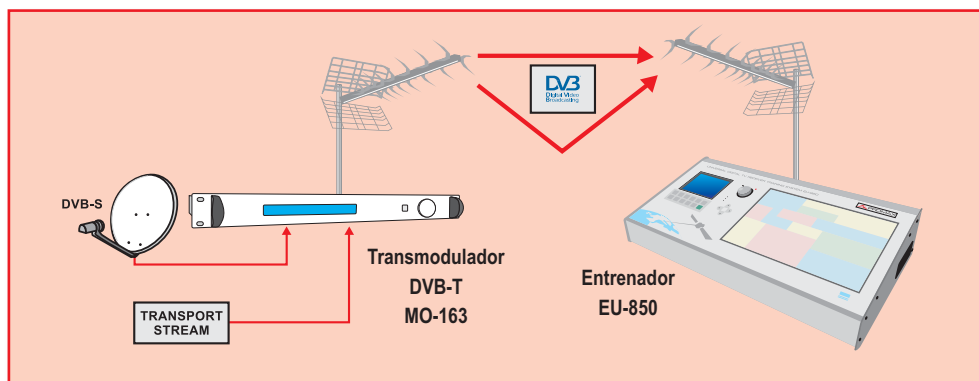 DVB
Digital Video
Broadcasting
DVB-S
Transmodulador
DVB-T
MO-163
Entrenador
EU-850
TRANSPORT
STREAM